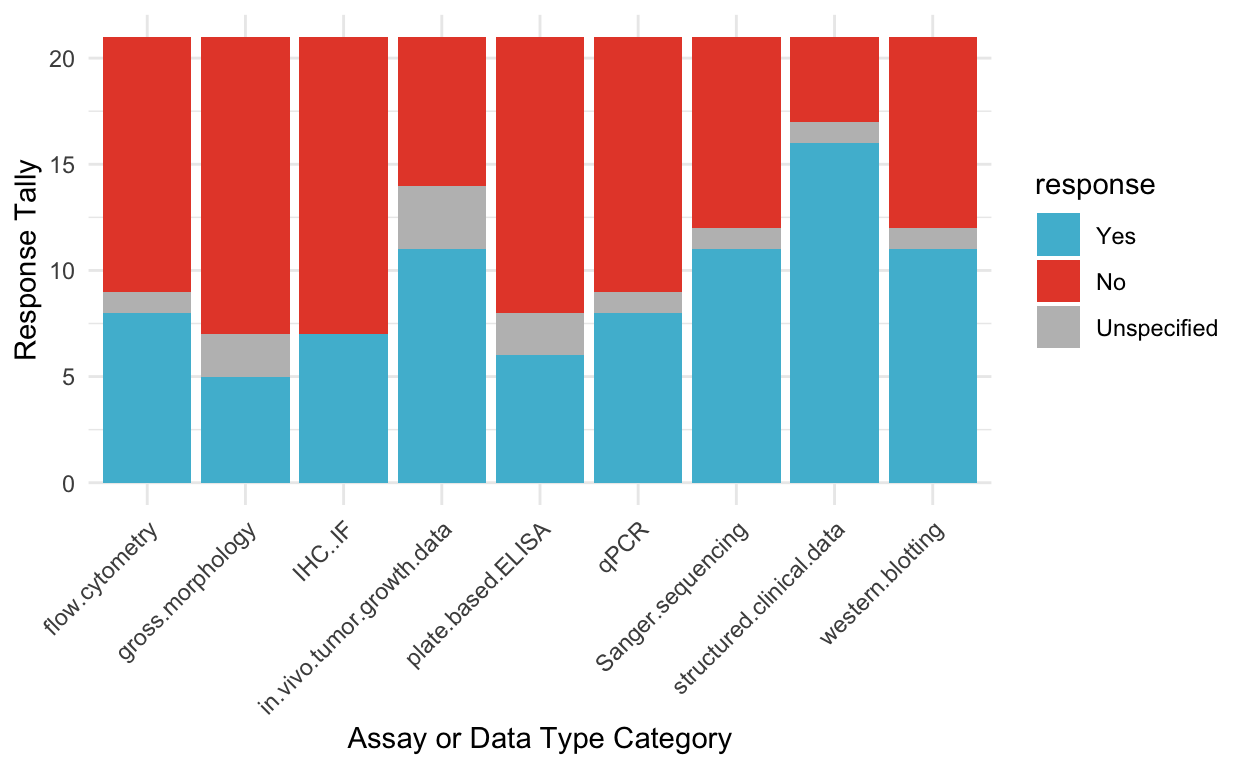 20
15
10
5
0
Response Tally
flow.cytometry
gross.morphology
IHC..IF
in.vivo.tumor.growth.data
plate.based.ELISA
qPCR
Sanger.sequencing
structured.clinical.data
western.blotting
Assay or Data Type Category
response
Yes
No
Unspecified